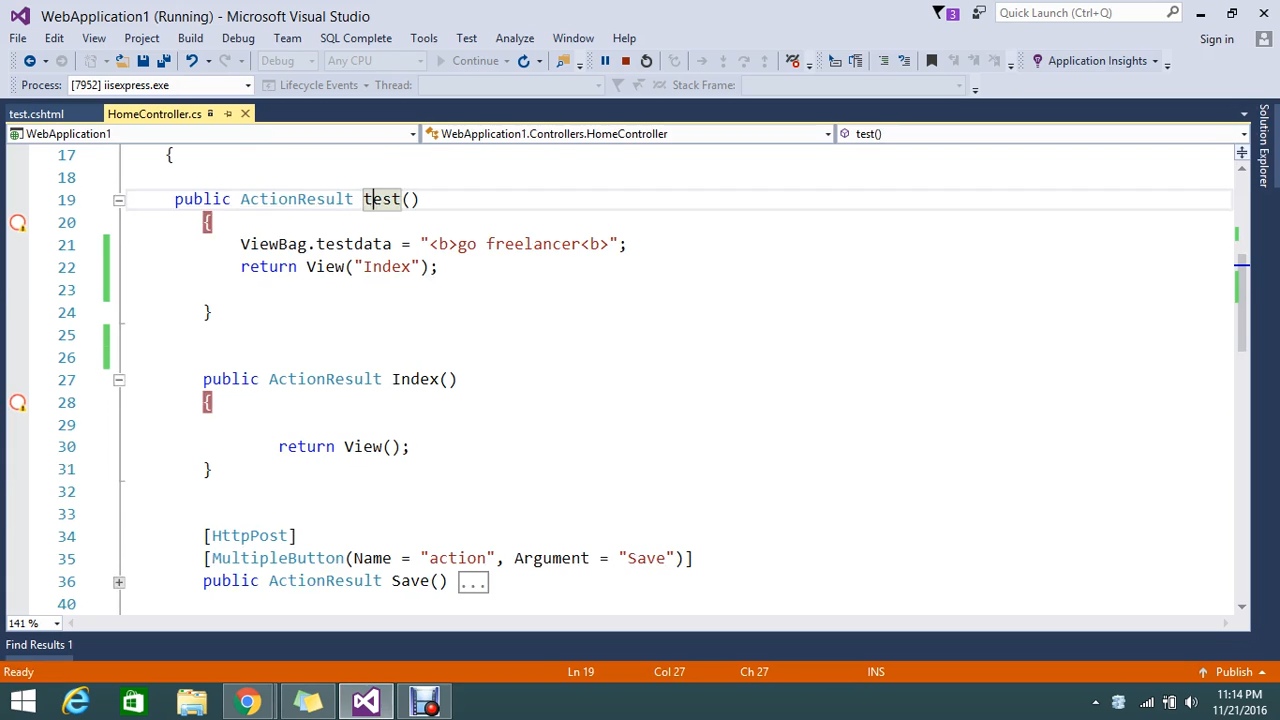 WebApplication1 (Running) - Microsoft Visual Studio
3
Quick Launch (Ctrl+Q)
File Edit View Project Build Debug Team SQL Complete Tools Test Analyze Window Help
Sign in
Debug Any CPU Continue Application Insights
Process: [7952] iisexpress.exe Lifecycle Events Thread: Stack Frame:
test.cshtml HomeController.cs
WebApplication1 WebApplication1.Controllers.HomeController test()
Solution Explorer
17 {
18
19 public ActionResult test()
20 {
21 ViewBag.testdata = "<b>go freelancer<b>";
22 return View("Index");
23
24 }
25
26
27 public ActionResult Index()
28 {
29
30 return View();
31 }
32
33
34 [HttpPost]
35 [MultipleButton(Name = "action", Argument = "Save")]
36 public ActionResult Save() ...
40
141 %
Find Results 1
Ready Ln 19 Col 27 Ch 27 INS Publish
11:14 PM
11/21/2016